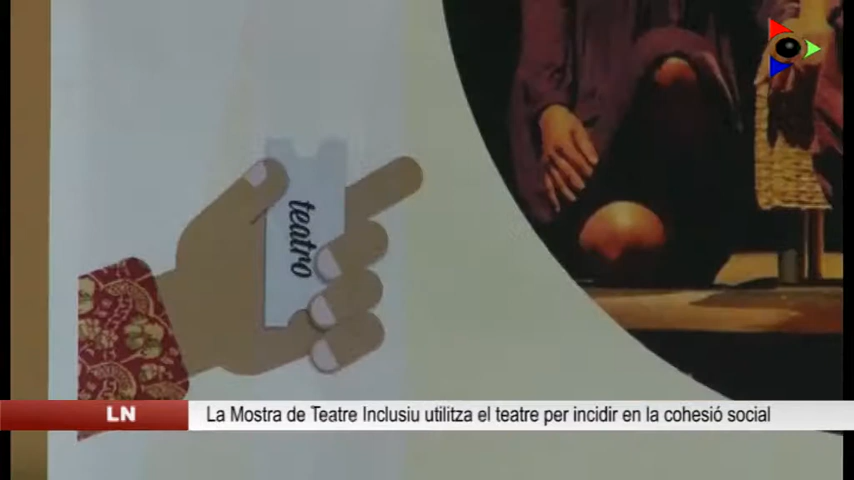 teatro
LN
La Mostra de Teatre Inclusiu utilitza el teatre per incidir en la cohesió social